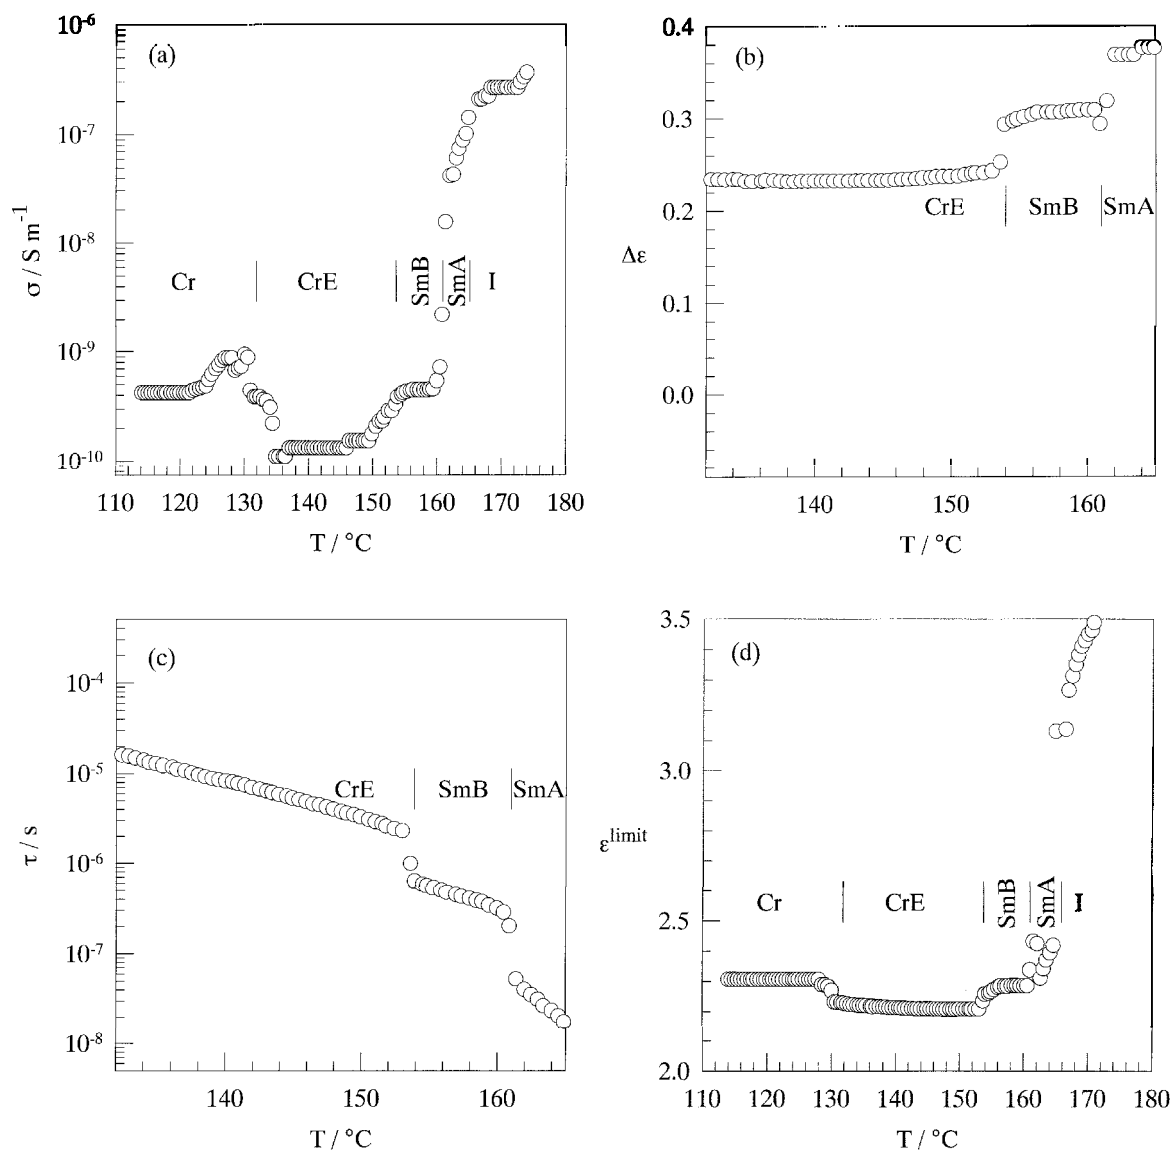 (a)
10-6
10-7
10-8
10-9
10-10
σ / S m-1
Cr
CrE
SmB
SmA
I
110 120 130 140 150 160 170 180
T / °C
(b)
0.4
0.3
0.2
0.1
0.0
Δε
CrE SmB SmA
140 150 160
T / °C
(c)
10-4
10-5
10-6
10-7
10-8
τ / s
CrE SmB SmA
140 150 160
T / °C
(d)
3.5
3.0
2.5
2.0
εlimit
Cr
CrE
SmB
SmA
I
110 120 130 140 150 160 170 180
T / °C